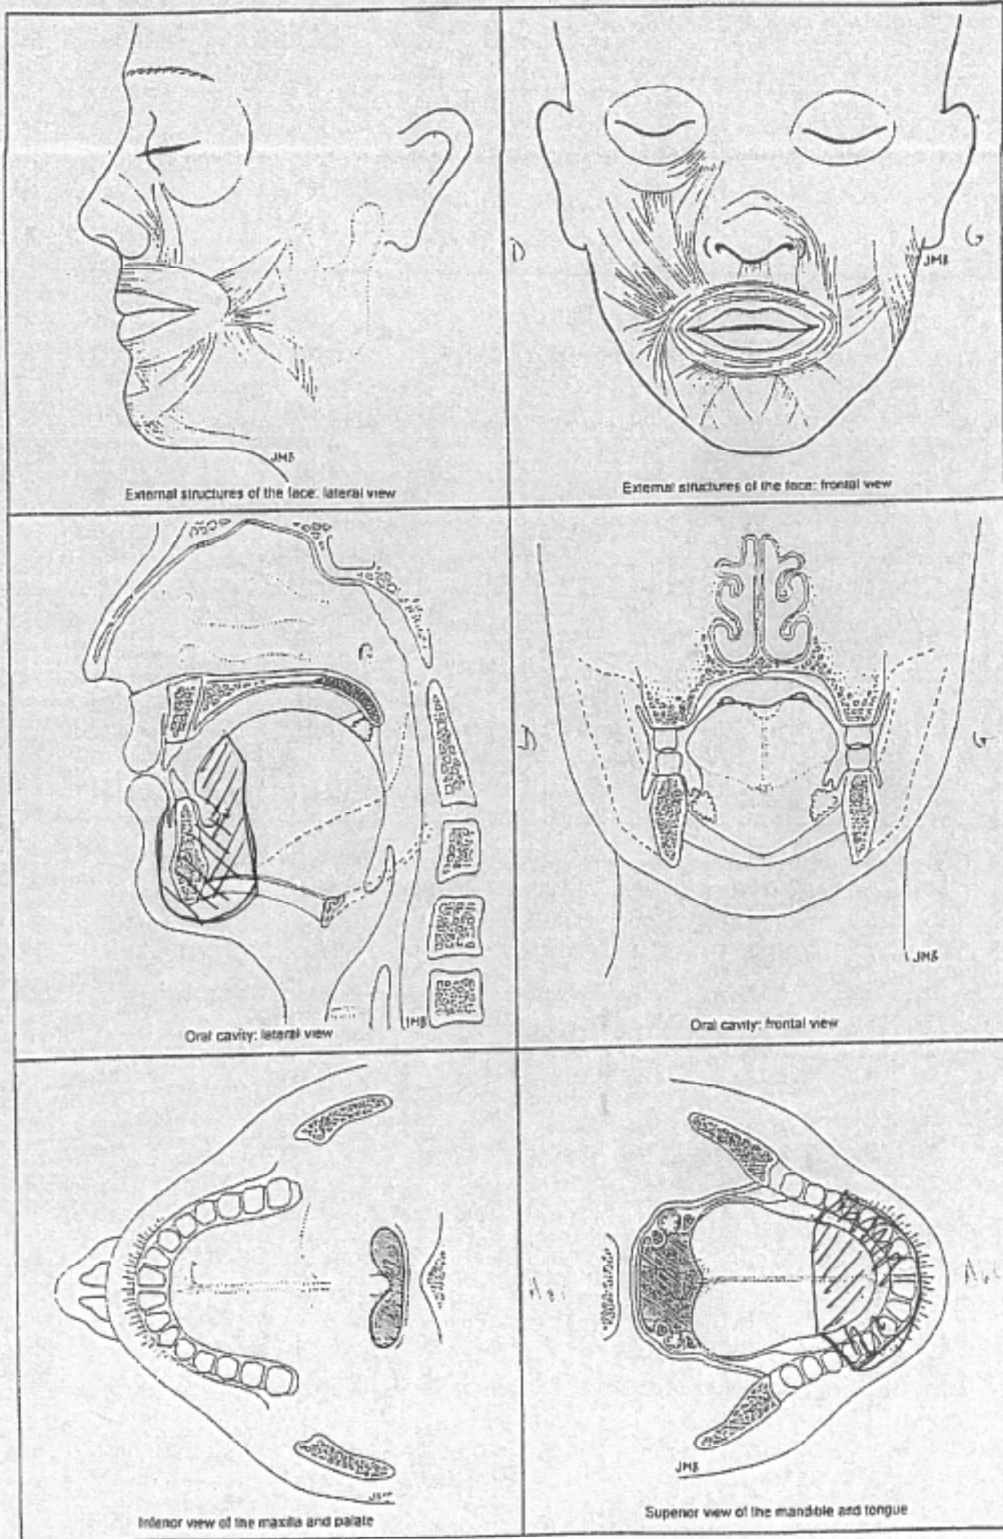 JMB
External structures of the face: lateral view
D
G
JMB
External structures of the face: frontal view
JMB
Oral cavity: lateral view
G
JMB
Oral cavity: frontal view
Inferior view of the maxilla and palate
JMB
Superior view of the mandible and tongue